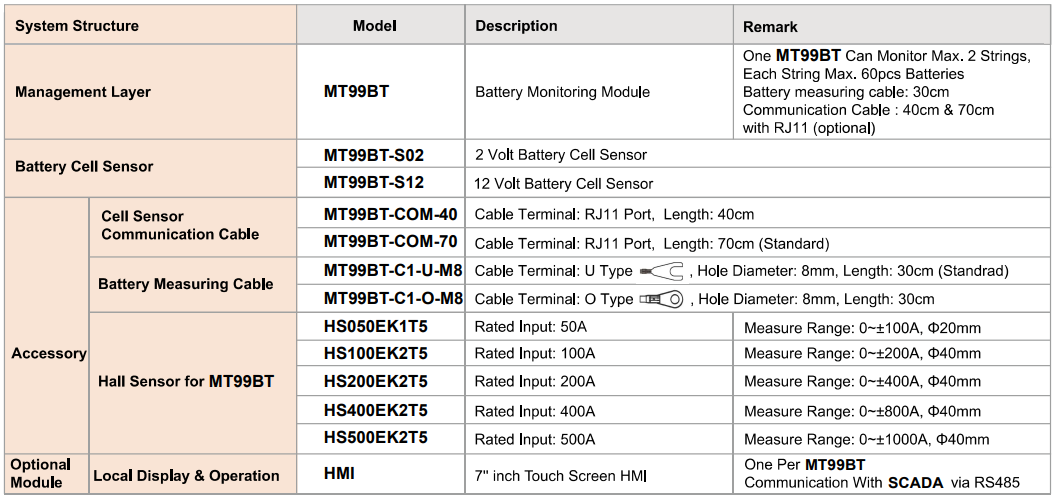 System Structure Model Description Remark
Management Layer MT99BT Battery Monitoring Module
One MT99BT Can Monitor Max. 2 Strings,
Each String Max. 60pcs Batteries
Battery measuring cable: 30cm
Communication Cable : 40cm & 70cm
with RJ11 (optional)
Battery Cell Sensor
MT99BT-S02 2 Volt Battery Cell Sensor
MT99BT-S12 12 Volt Battery Cell Sensor
Accessory
Cell Sensor
Communication Cable
MT99BT-COM-40 Cable Terminal: RJ11 Port, Length: 40cm
MT99BT-COM-70 Cable Terminal: RJ11 Port, Length: 70cm (Standard)
Battery Measuring Cable
MT99BT-C1-U-M8 Cable Terminal: U Type , Hole Diameter: 8mm, Length: 30cm (Standrad)
MT99BT-C1-O-M8 Cable Terminal: O Type , Hole Diameter: 8mm, Length: 30cm
Hall Sensor for MT99BT
HS050EK1T5 Rated Input: 50A Measure Range: 0~±100A, Φ20mm
HS100EK2T5 Rated Input: 100A Measure Range: 0~±200A, Φ40mm
HS200EK2T5 Rated Input: 200A Measure Range: 0~±400A, Φ40mm
HS400EK2T5 Rated Input: 400A Measure Range: 0~±800A, Φ40mm
HS500EK2T5 Rated Input: 500A Measure Range: 0~±1000A, Φ40mm
Optional
Module
Local Display & Operation HMI 7" inch Touch Screen HMI
One Per MT99BT
Communication With SCADA via RS485